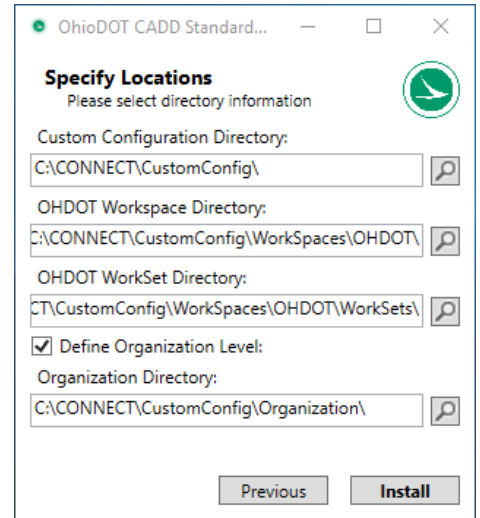 OhioDOT CADD Standard...
Specify Locations
Please select directory information
Custom Configuration Directory:
C:\CONNECT\CustomConfig\
OHDOT Workspace Directory:
C:\CONNECT\CustomConfig\WorkSpaces\OHDOT\
OHDOT WorkSet Directory:
CT\CustomConfig\WorkSpaces\OHDOT\WorkSets\
Define Organization Level:
Organization Directory:
C:\CONNECT\CustomConfig\Organization\
Previous Install